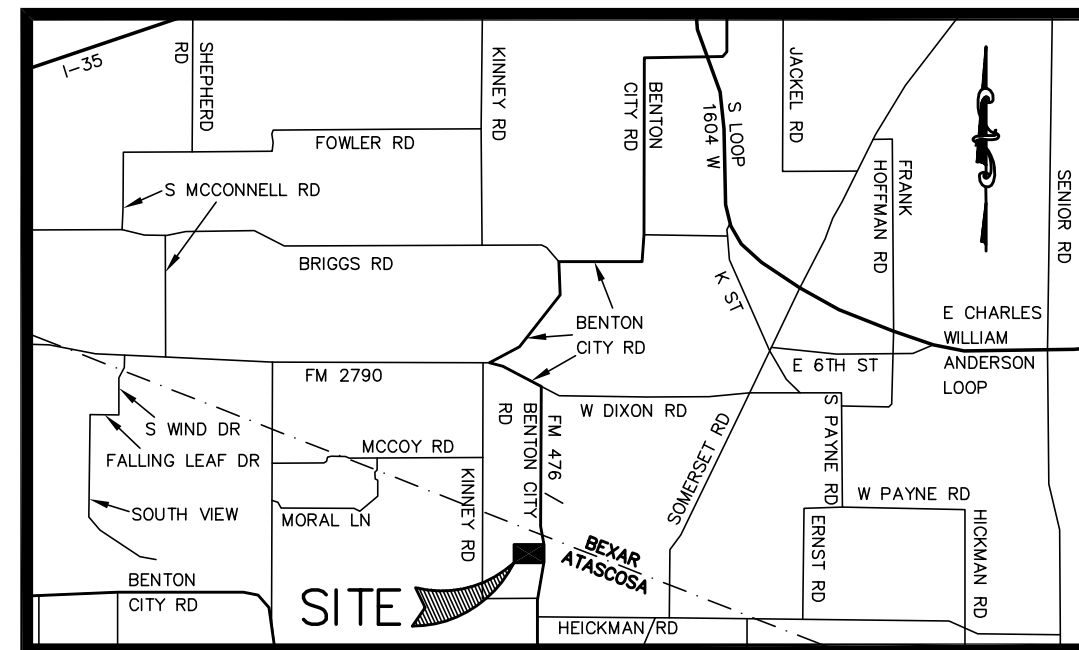 I-35
SHEPHERD
RD
KINNEY RD
BENTON
CITY RD
S LOOP
1604 W
JACKEL RD
FRANK
HOFFMAN RD
SENIOR RD
FOWLER RD
S MCCONNELL RD
BRIGGS RD
K ST
BENTON
CITY RD
E CHARLES
WILLIAM
ANDERSON
LOOP
E 6TH ST
FM 2790
W DIXON RD
S WIND DR
FALLING LEAF DR
MCCOY RD
KINNEY RD
BENTON CITY
RD
FM 476
SOMERSET RD
S PAYNE RD
W PAYNE RD
SOUTH VIEW
MORAL LN
ERNST RD
HICKMAN RD
BEXAR
ATASCOSA
BENTON
CITY RD
SITE
HEICKMAN RD